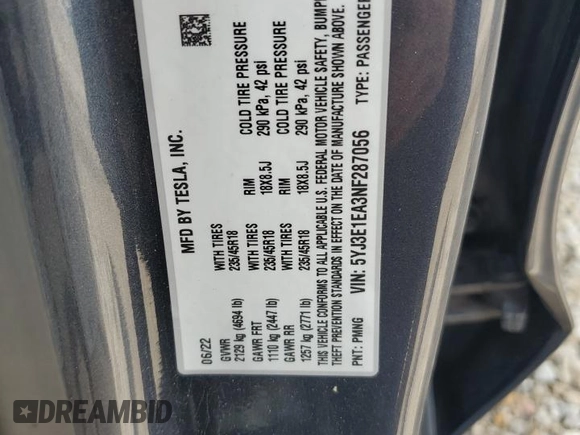 MFD BY TESLA, INC.
06/22
GVWR
2129 kg (4694 lb)
GAWR FRT WITH TIRES RIM COLD TIRE PRESSURE
1110 kg (2447 lb) 235/45R18 18X8.5J 290 kPa, 42 psi
GAWR RR WITH TIRES RIM COLD TIRE PRESSURE
1257 kg (2771 lb) 235/45R18 18X8.5J 290 kPa, 42 psi
WITH TIRES
235/45R18
THIS VEHICLE CONFORMS TO ALL APPLICABLE U.S. FEDERAL MOTOR VEHICLE SAFETY, BUMP
THEFT PREVENTION STANDARDS IN EFFECT ON THE DATE OF MANUFACTURE SHOWN ABOVE.
PNT: PMNG VIN: 5YJ3E1EA3NF287056 TYPE: PASSENGER
DREAMBID